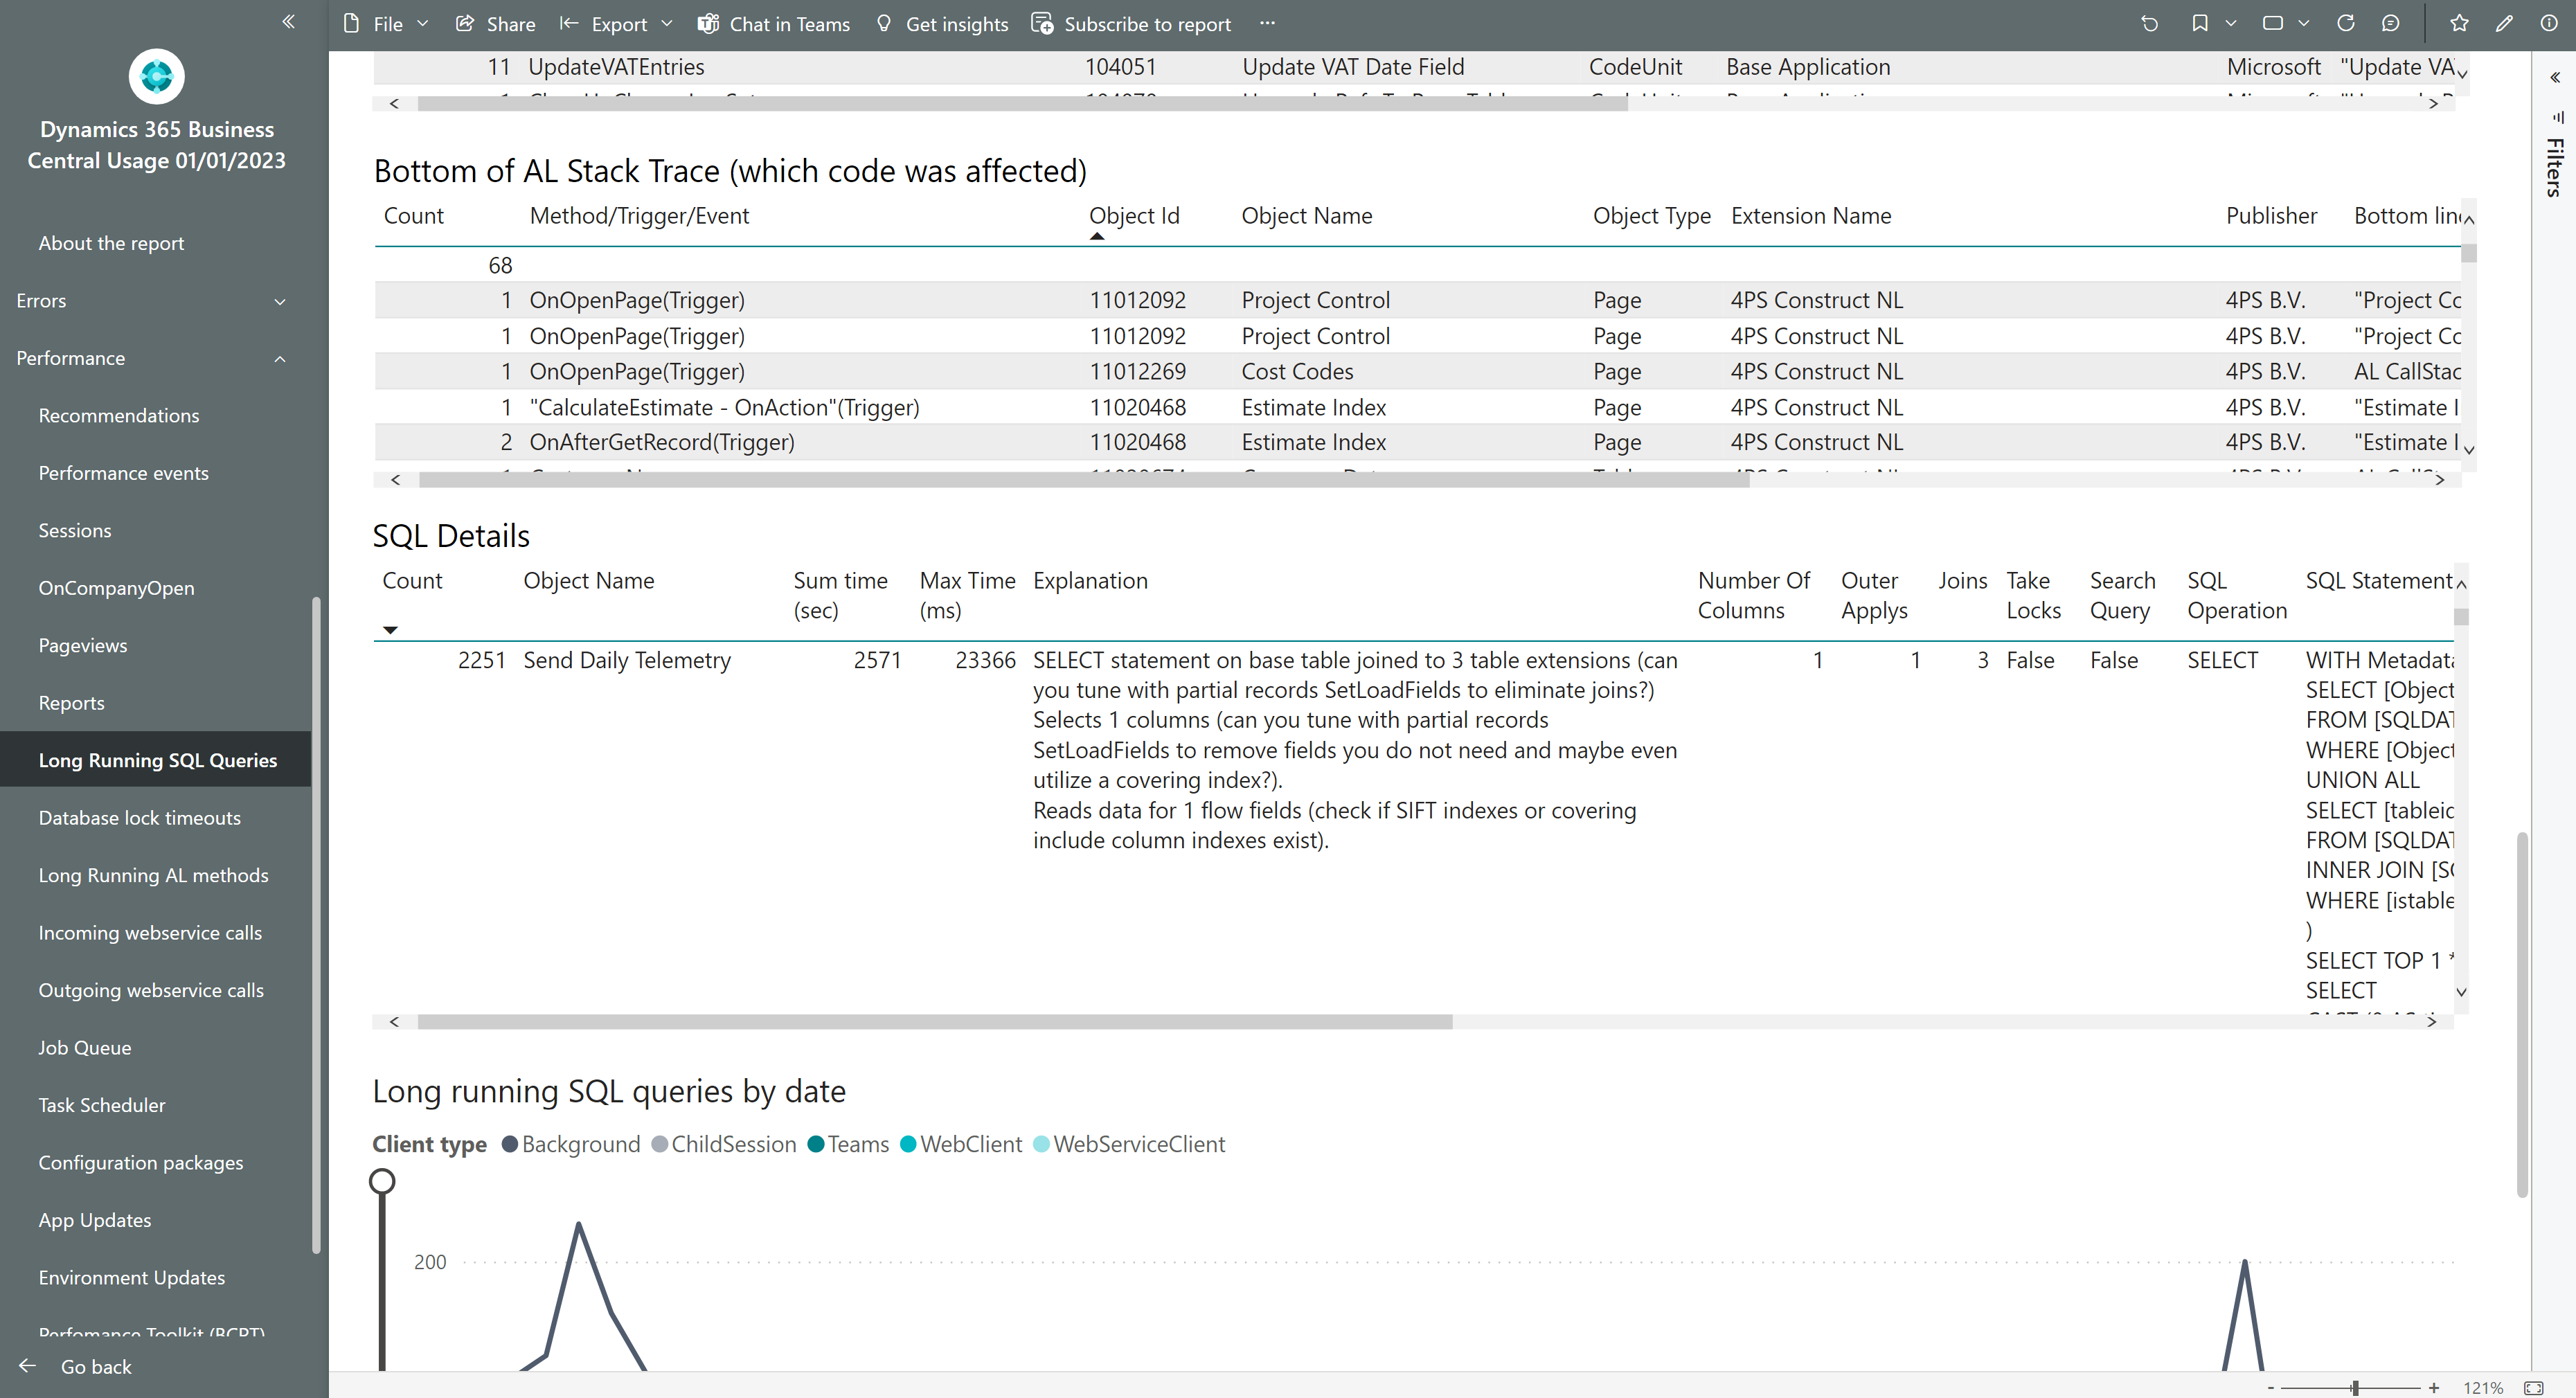 File Share Export Chat in Teams Get insights Subscribe to report ...
Dynamics 365 Business
Central Usage 01/01/2023
About the report
Errors
Performance
Recommendations
Performance events
Sessions
OnCompanyOpen
Pageviews
Reports
Long Running SQL Queries
Database lock timeouts
Long Running AL methods
Incoming webservice calls
Outgoing webservice calls
Job Queue
Task Scheduler
Configuration packages
App Updates
Environment Updates
Perfomance Toolkit (BCPT)
Go back
11 UpdateVATEntries 104051 Update VAT Date Field CodeUnit Base Application Microsoft "Update VA
Bottom of AL Stack Trace (which code was affected)
Count Method/Trigger/Event Object Id Object Name Object Type Extension Name Publisher Bottom lin
68
1 OnOpenPage(Trigger) 11012092 Project Control Page 4PS Construct NL 4PS B.V. "Project Co
1 OnOpenPage(Trigger) 11012092 Project Control Page 4PS Construct NL 4PS B.V. "Project Co
1 OnOpenPage(Trigger) 11012269 Cost Codes Page 4PS Construct NL 4PS B.V. AL CallStac
1 "CalculateEstimate - OnAction"(Trigger) 11020468 Estimate Index Page 4PS Construct NL 4PS B.V. "Estimate I
2 OnAfterGetRecord(Trigger) 11020468 Estimate Index Page 4PS Construct NL 4PS B.V. "Estimate I
SQL Details
Count Object Name Sum time (sec) Max Time (ms) Explanation Number Of Columns Outer Applys Joins Take Locks Search Query SQL Operation SQL Statement
2251 Send Daily Telemetry 2571 23366 SELECT statement on base table joined to 3 table extensions (can 1 1 3 False False SELECT WITH Metadata
you tune with partial records SetLoadFields to eliminate joins?) SELECT [Object
Selects 1 columns (can you tune with partial records FROM [SQLDAT
SetLoadFields to remove fields you do not need and maybe even WHERE [Object
utilize a covering index?). UNION ALL
Reads data for 1 flow fields (check if SIFT indexes or covering SELECT [tableid
include column indexes exist). FROM [SQLDAT
INNER JOIN [SQ
WHERE [istable
)
SELECT TOP 1 *
SELECT
Long running SQL queries by date
Client type Background ChildSession Teams WebClient WebServiceClient
200
Filters
- + 121%